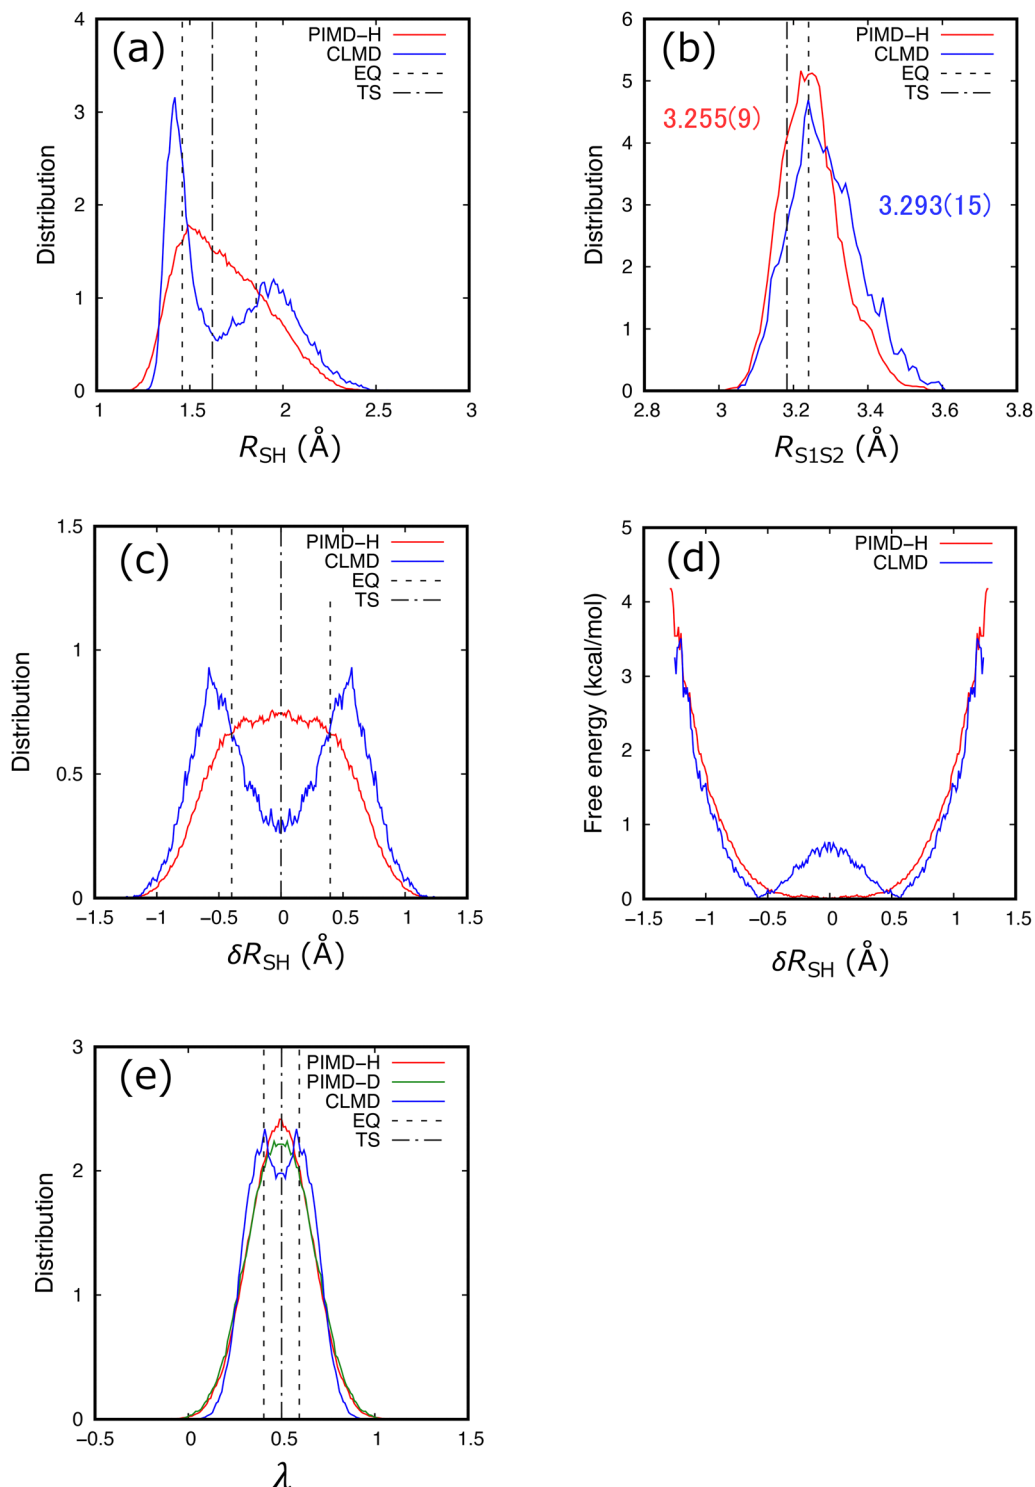 (a)
PIMD-H
CLMD
EQ
TS
4
3
2
1
0
Distribution
1
1.5
2
2.5
3
R_SH (Å)
(b)
PIMD-H
CLMD
EQ
TS
3.255(9)
3.293(15)
6
5
4
3
2
1
0
Distribution
2.8
3
3.2
3.4
3.6
3.8
R_S1S2 (Å)
(c)
PIMD-H
CLMD
EQ
TS
1.5
1
0.5
0
Distribution
−1.5
−1
−0.5
0
0.5
1
1.5
δR_SH (Å)
(d)
PIMD-H
CLMD
5
4
3
2
1
0
Free energy (kcal/mol)
−1.5
−1
−0.5
0
0.5
1
1.5
δR_SH (Å)
(e)
PIMD-H
PIMD-D
CLMD
EQ
TS
3
2
1
0
Distribution
−0.5
0
0.5
1
1.5
λ